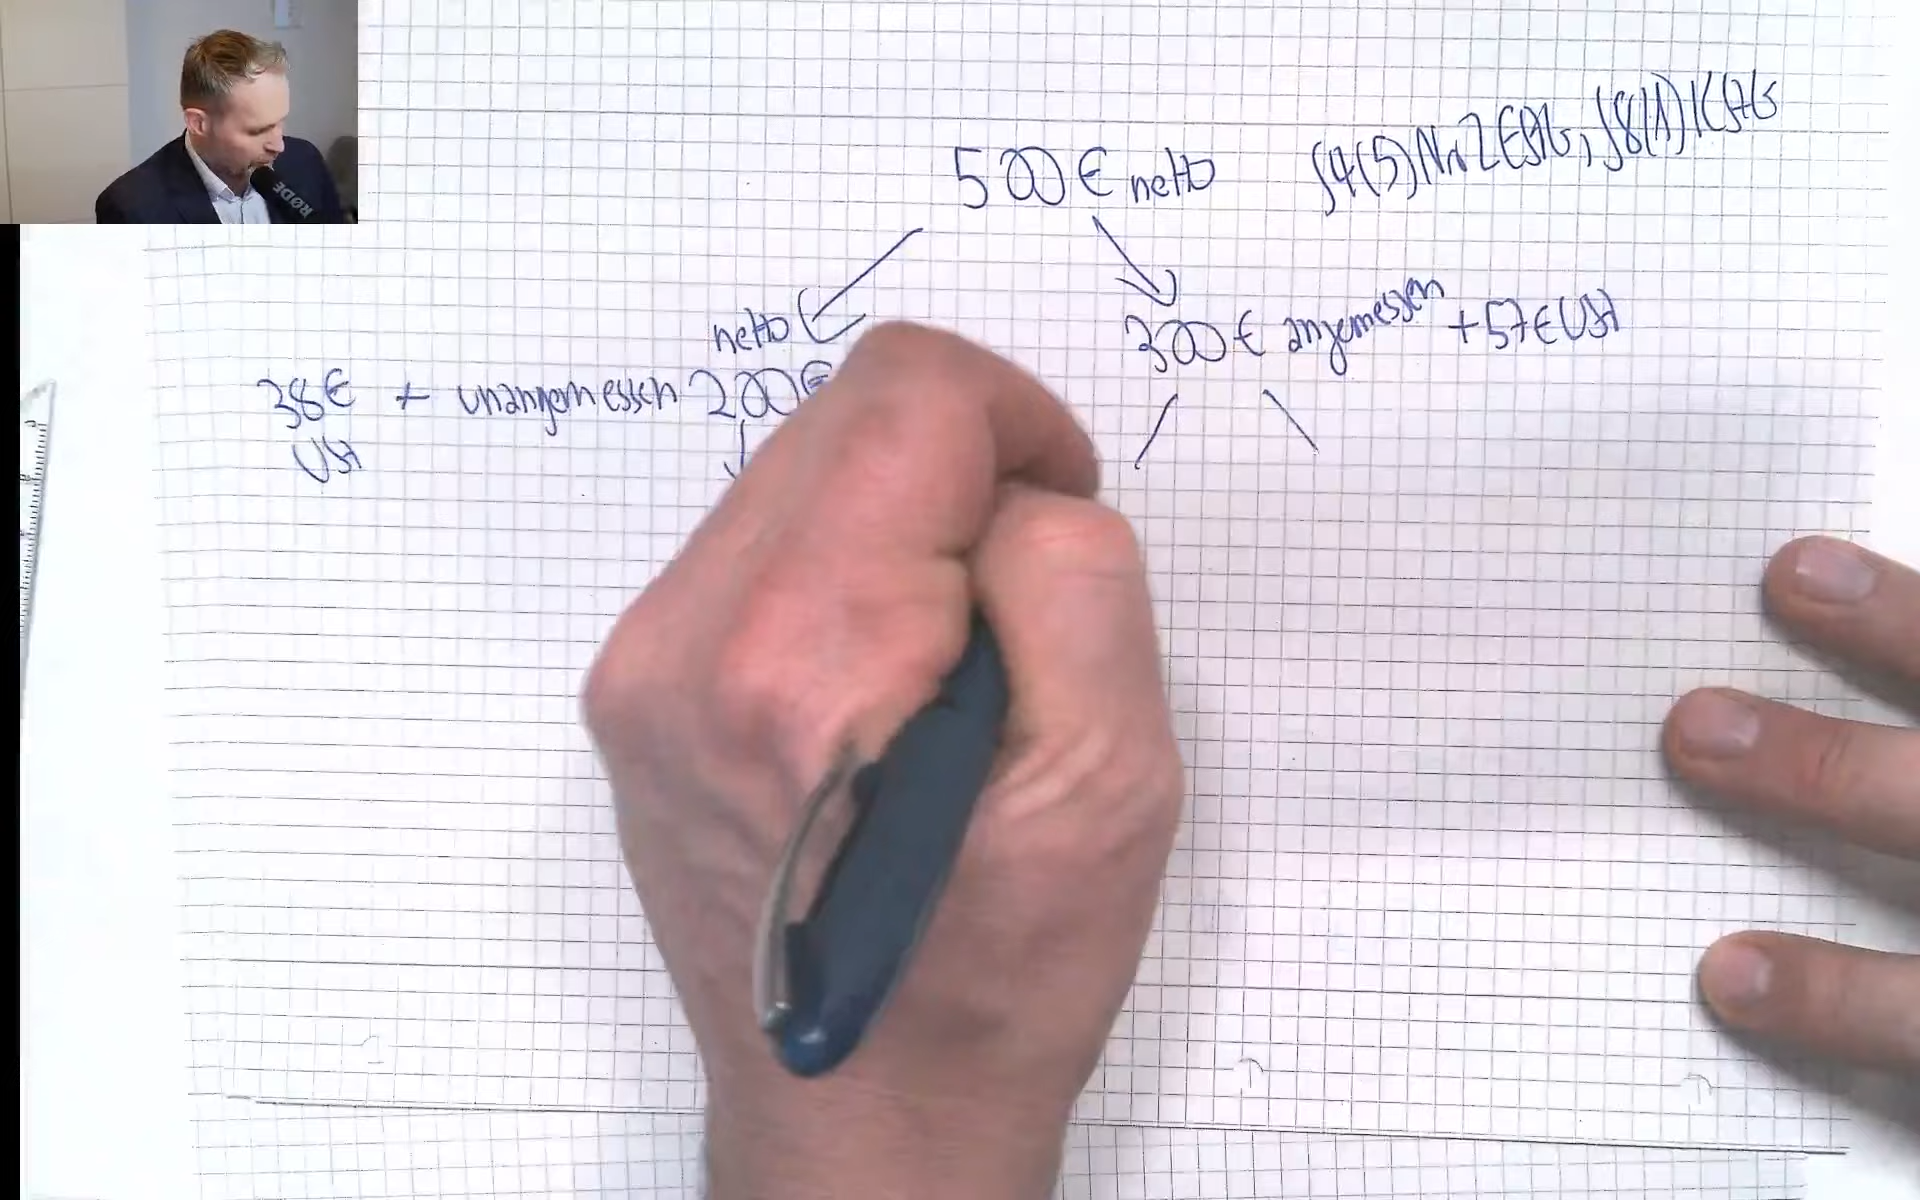 500 € netto §4(5) Nr 2 EStG, §8(1) KStG
netto
300 € angemessen + 57 € USt
38 € + unangemessen 200 €
USt
RØDE